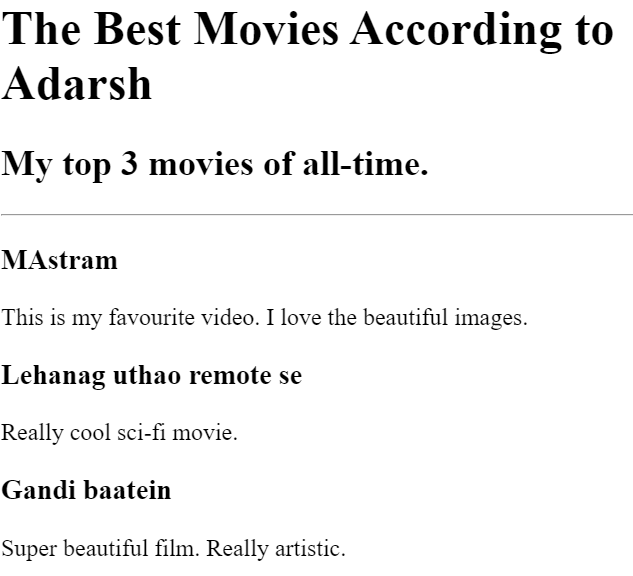 The Best Movies According to
Adarsh
My top 3 movies of all-time.
MAstram
This is my favourite video. I love the beautiful images.
Lehanag uthao remote se
Really cool sci-fi movie.
Gandi baatein
Super beautiful film. Really artistic.